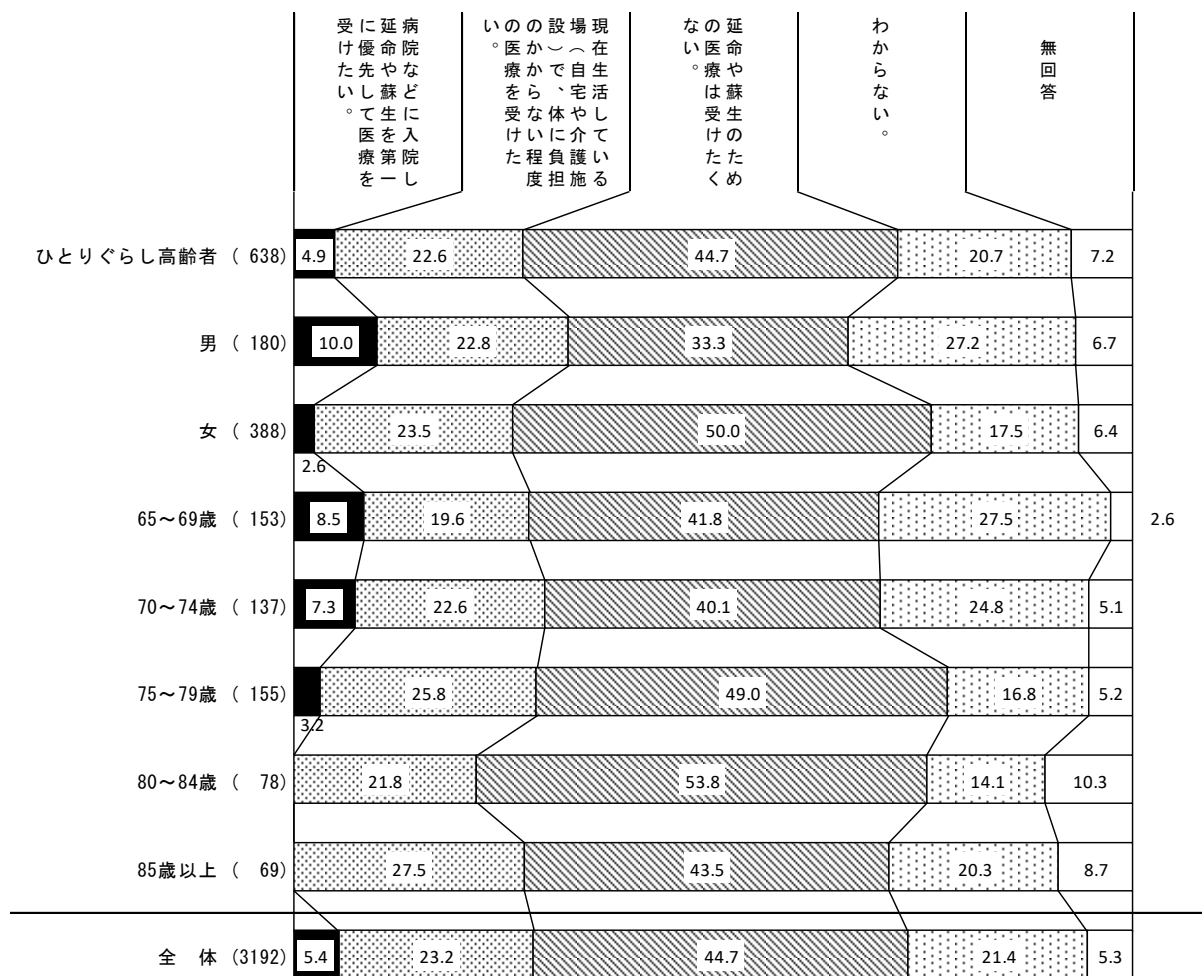 病院などに入院し
延命や蘇生を第一
に優先して医療を
受けたい。
現在生活している
場（自宅や介護施
設）で、体に負担
のかからない程度
の医療を受けた
い。
延命や蘇生のため
の医療は受けたく
ない。
わからない。
無回答
ひとりぐらし高齢者 ( 638) 4.9 22.6 44.7 20.7 7.2
男 ( 180) 10.0 22.8 33.3 27.2 6.7
女 ( 388) 23.5 50.0 17.5 6.4
2.6
65～69歳 ( 153) 8.5 19.6 41.8 27.5 2.6
70～74歳 ( 137) 7.3 22.6 40.1 24.8 5.1
75～79歳 ( 155) 25.8 49.0 16.8 5.2
3.2
80～84歳 ( 78) 21.8 53.8 14.1 10.3
85歳以上 ( 69) 27.5 43.5 20.3 8.7
全　体 (3192) 5.4 23.2 44.7 21.4 5.3